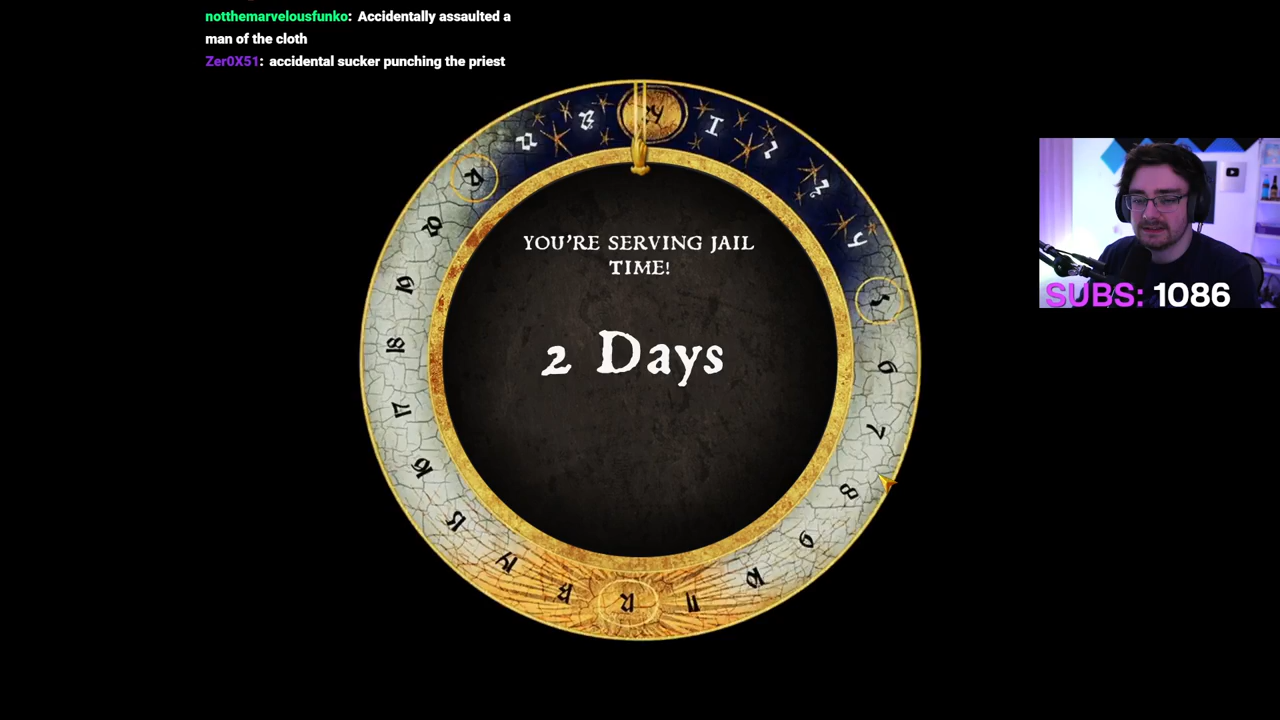 notthemarvelousfunko: Accidentally assaulted a
man of the cloth
Zer0X51: accidental sucker punching the priest
YOU'RE SERVING JAIL
TIME!
2 Days
SUBS: 1086